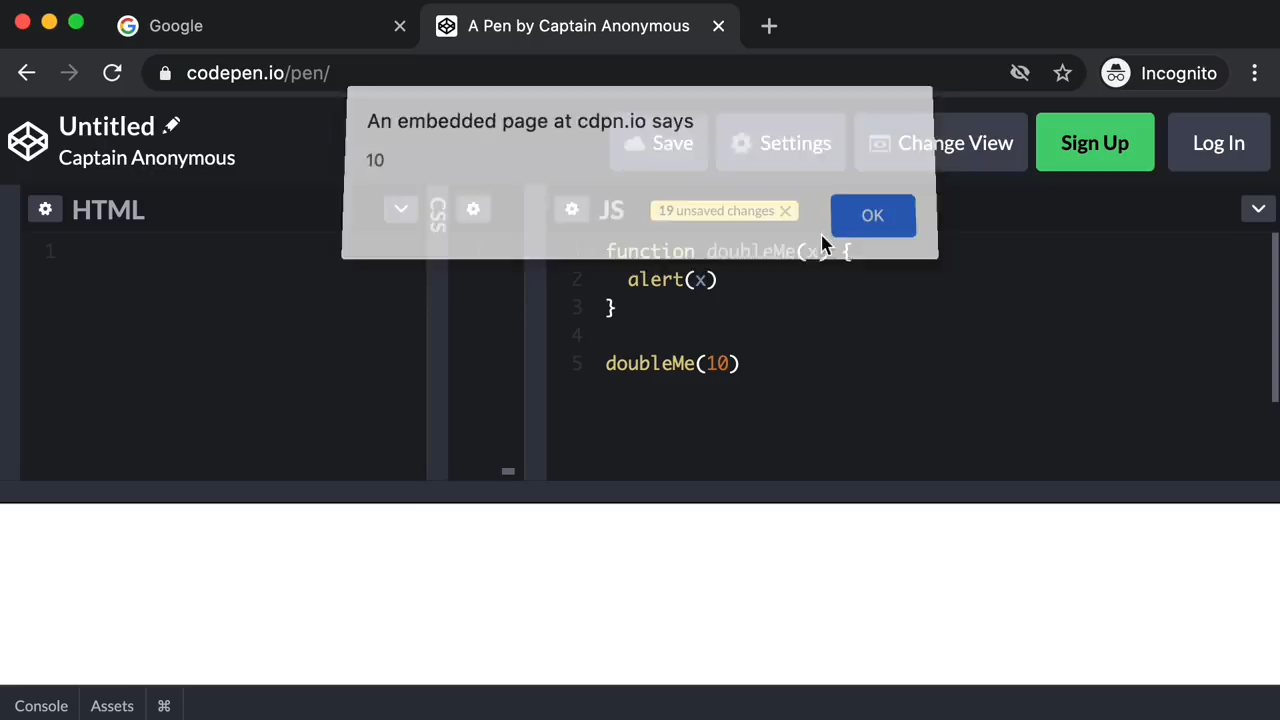 Google
A Pen by Captain Anonymous
codepen.io/pen/
Incognito
An embedded page at cdpn.io says
10
OK
Untitled
Captain Anonymous
Save
Settings
Change View
Sign Up
Log In
HTML
1
CSS
JS
19 unsaved changes
function doubleMe(x) {
2 alert(x)
3 }
4
5 doubleMe(10)
Console
Assets
⌘